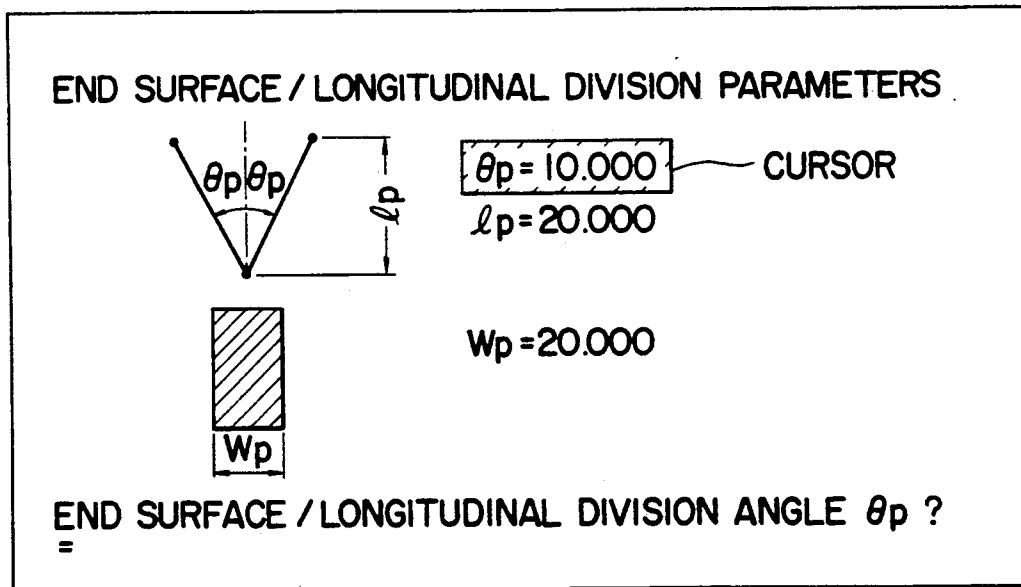 END SURFACE / LONGITUDINAL DIVISION PARAMETERS
θp θp
ℓp
θp = 10.000
CURSOR
ℓp = 20.000
Wp = 20.000
Wp
END SURFACE / LONGITUDINAL DIVISION ANGLE θp ?
=